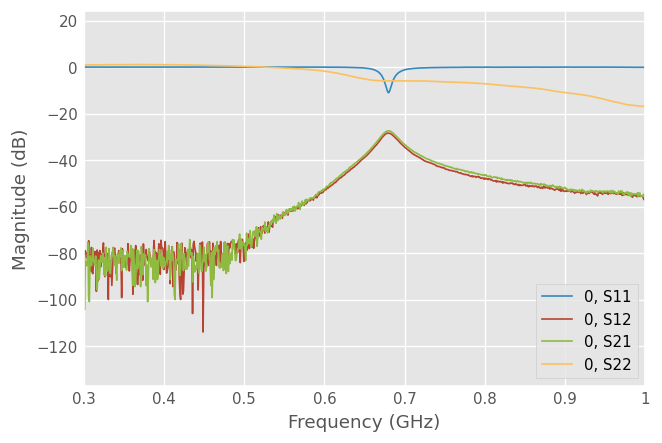 20
0
−20
−40
−60
−80
−100
−120
Magnitude (dB)
0, S11
0, S12
0, S21
0, S22
0.3 0.4 0.5 0.6 0.7 0.8 0.9 1
Frequency (GHz)